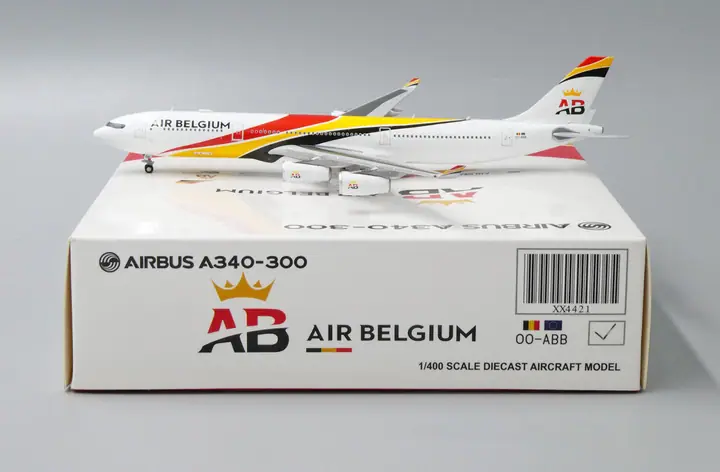 AIR BELGIUM
AB
AB
AB
AIRBUS A340-300
AIRBUS A340-300
AB AIR BELGIUM
XX4421
OO-ABB
1/400 SCALE DIECAST AIRCRAFT MODEL